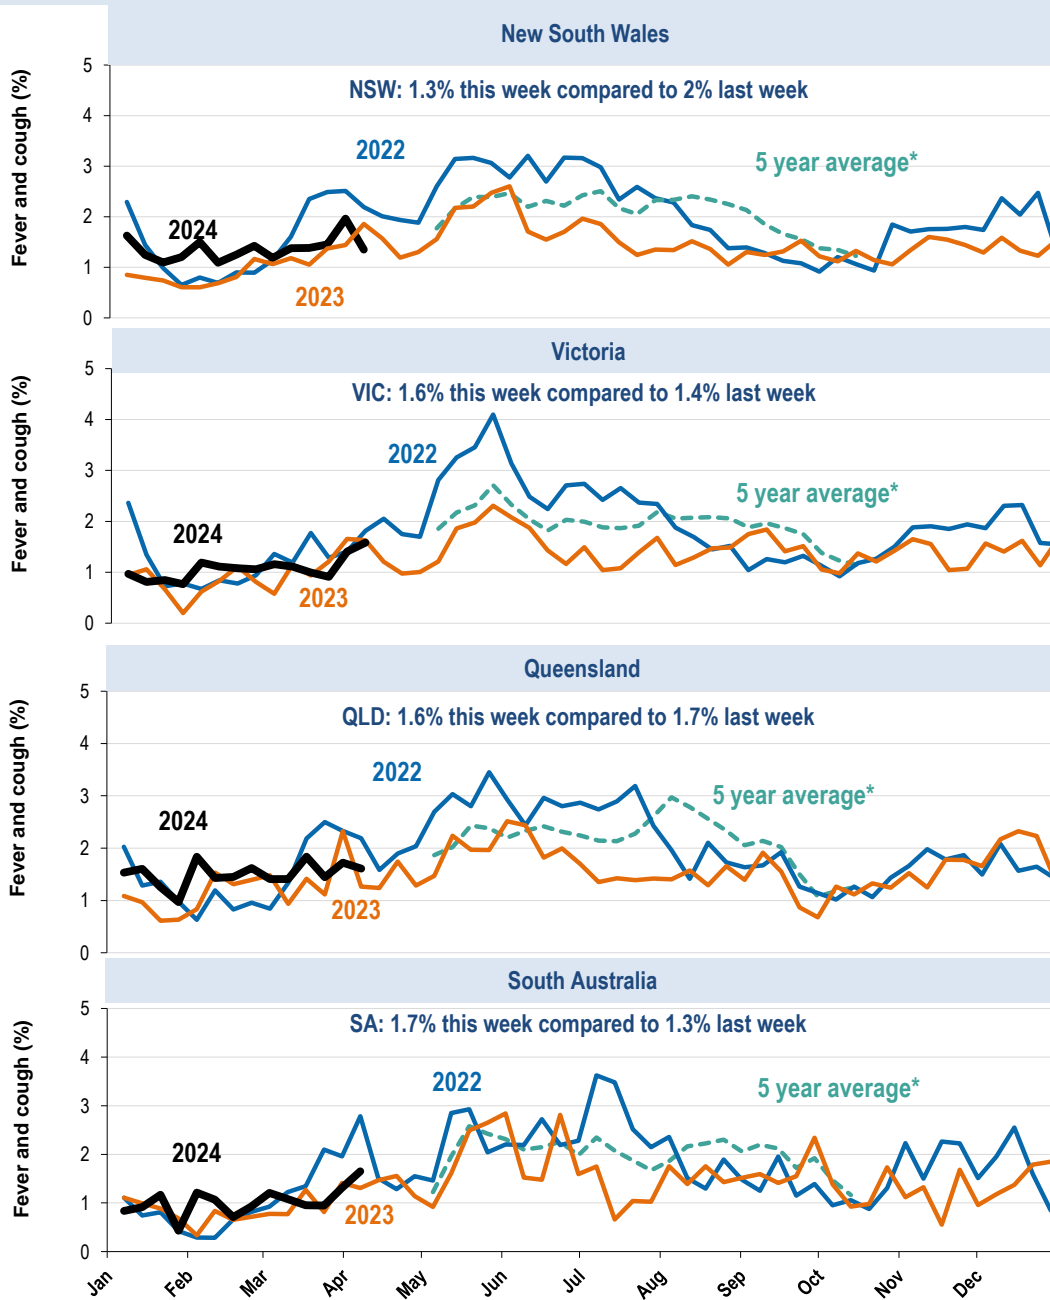 New South Wales
Fever and cough (%)
5
4
3
2
1
0
NSW: 1.3% this week compared to 2% last week
2022
5 year average*
2024
2023
Victoria
Fever and cough (%)
5
4
3
2
1
0
VIC: 1.6% this week compared to 1.4% last week
2022
5 year average*
2024
2023
Queensland
Fever and cough (%)
5
4
3
2
1
0
QLD: 1.6% this week compared to 1.7% last week
2022
5 year average*
2024
2023
South Australia
Fever and cough (%)
5
4
3
2
1
0
SA: 1.7% this week compared to 1.3% last week
2022
5 year average*
2024
2023
Jan
Feb
Mar
Apr
May
Jun
Jul
Aug
Sep
Oct
Nov
Dec